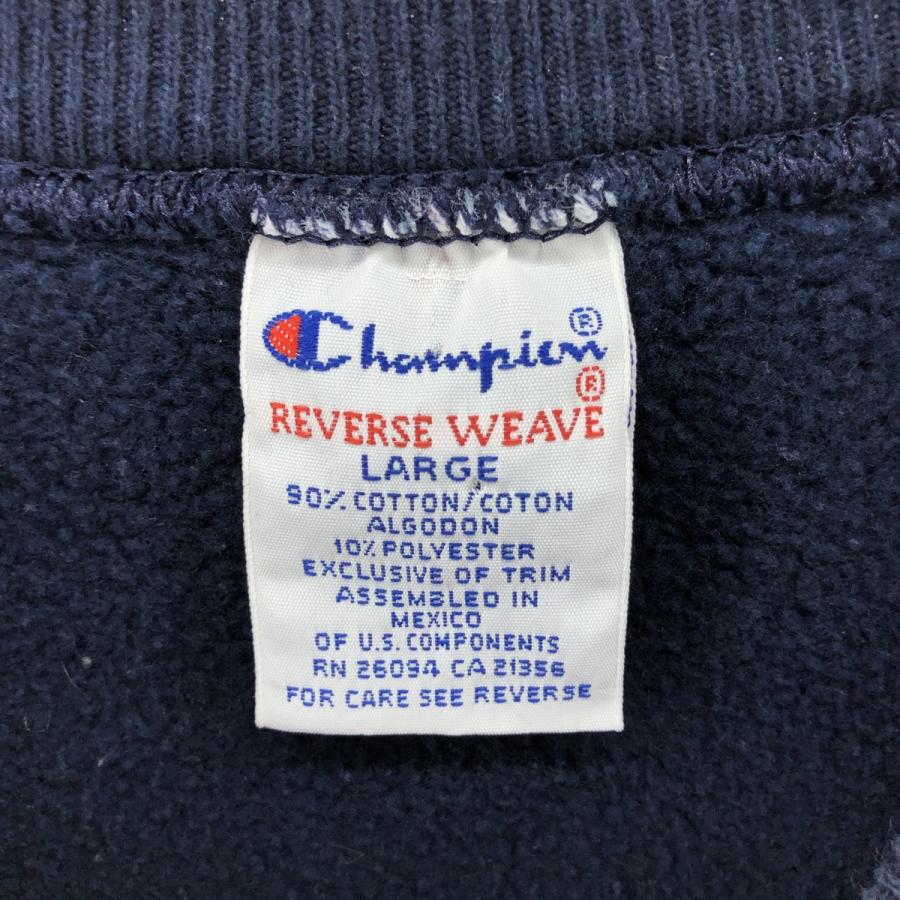 Champion®
REVERSE WEAVE®
LARGE
90% COTTON/COTON
ALGODON
10% POLYESTER
EXCLUSIVE OF TRIM
ASSEMBLED IN
MEXICO
OF U.S. COMPONENTS
RN 26094 CA 21356
FOR CARE SEE REVERSE